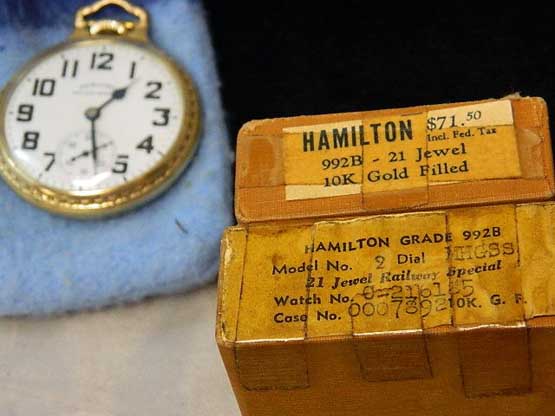 12
1
2
3
4
5
7
8
9
10
11
HAMILTON $71.50
Incl. Fed. Tax
992B - 21 Jewel
10K Gold Filled
HAMILTON GRADE 992B
Model No. 2 Dial HGSS
21 Jewel Railway Special
Watch No.
Case No. 10K. G. F.